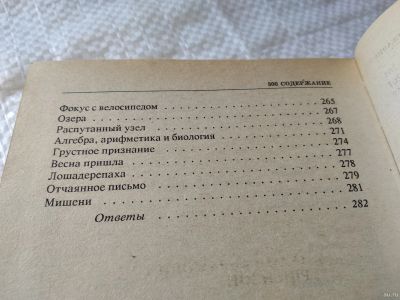 СОДЕРЖАНИЕ
Фокус с велосипедом . . . . . . . . . . 265
Озера . . . . . . . . . . 267
Распутанный узел . . . . . . . . . . 268
Алгебра, арифметика и биология . . . . . . . . . . 271
Грустное признание . . . . . . . . . . 274
Весна пришла . . . . . . . . . . 277
Лошадерепаха . . . . . . . . . . 278
Отчаянное письмо . . . . . . . . . . 279
Мишени . . . . . . . . . . 281
Ответы . . . . . . . . . . 282